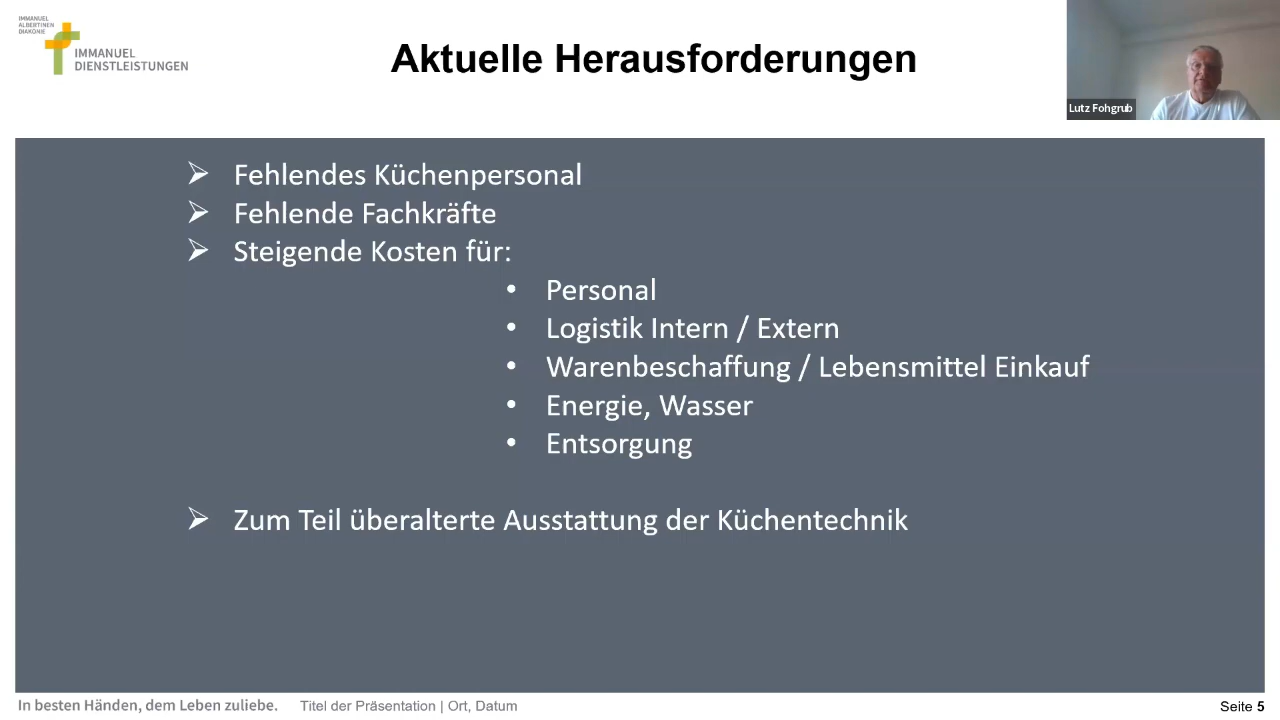 IMMANUEL
ALBERTINEN
DIAKONIE
IMMANUEL
DIENSTLEISTUNGEN
Aktuelle Herausforderungen
Lutz Fohgrub
➢ Fehlendes Küchenpersonal
➢ Fehlende Fachkräfte
➢ Steigende Kosten für:
• Personal
• Logistik Intern / Extern
• Warenbeschaffung / Lebensmittel Einkauf
• Energie, Wasser
• Entsorgung
➢ Zum Teil überalterte Ausstattung der Küchentechnik
In besten Händen, dem Leben zuliebe. Titel der Präsentation | Ort, Datum Seite 5